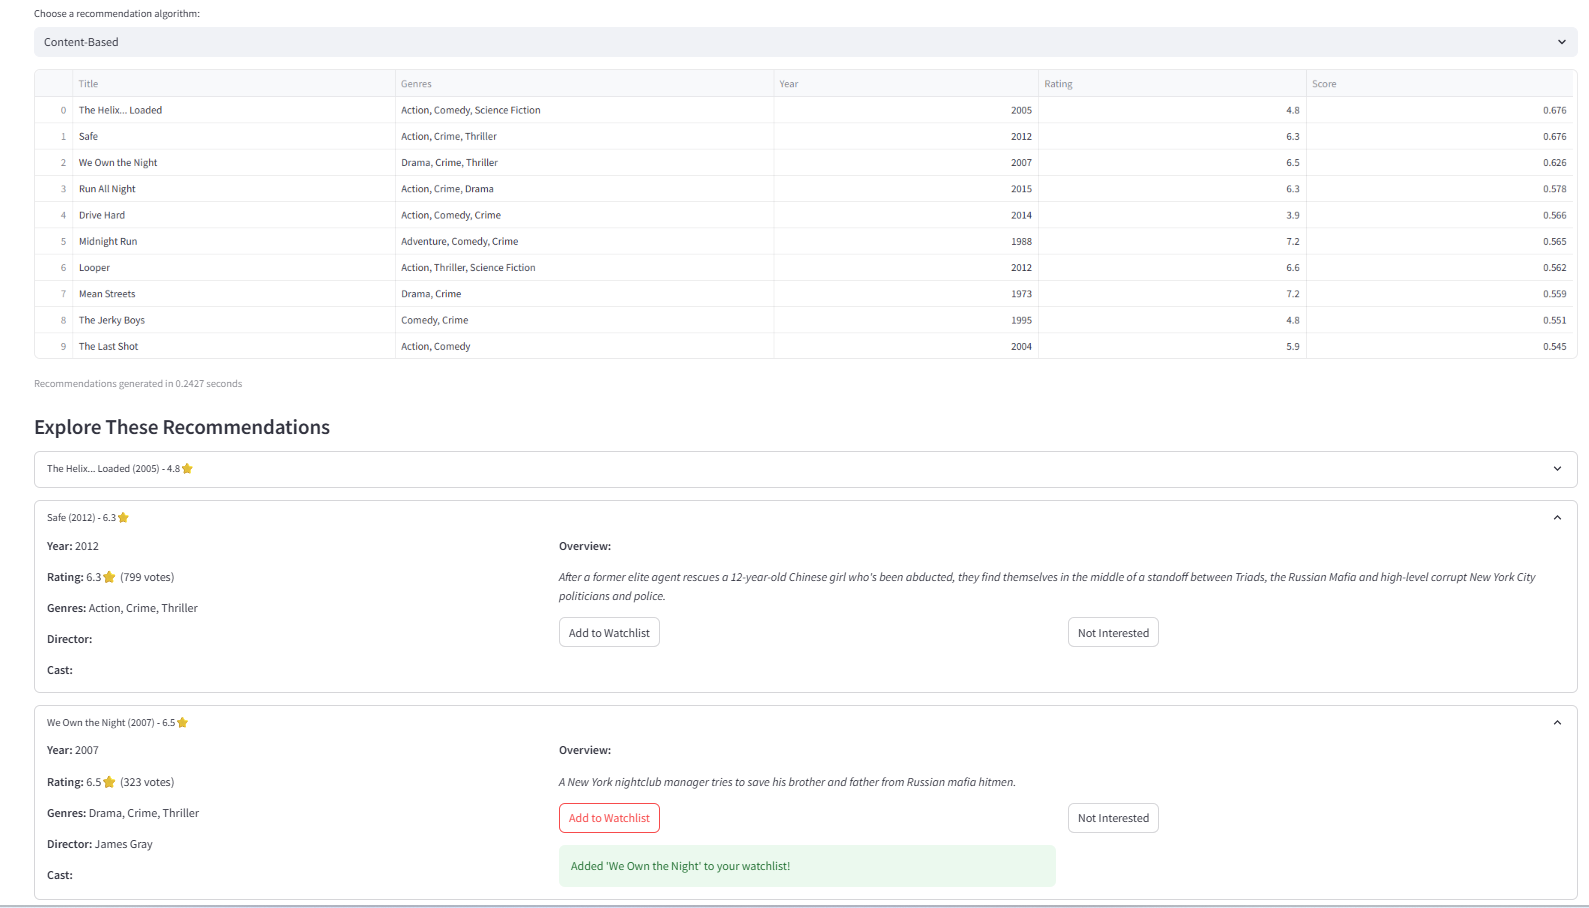 Choose a recommendation algorithm:
Content-Based
Title Genres Year Rating Score
0 The Helix... Loaded Action, Comedy, Science Fiction 2005 4.8 0.676
1 Safe Action, Crime, Thriller 2012 6.3 0.676
2 We Own the Night Drama, Crime, Thriller 2007 6.5 0.626
3 Run All Night Action, Crime, Drama 2015 6.3 0.578
4 Drive Hard Action, Comedy, Crime 2014 3.9 0.566
5 Midnight Run Adventure, Comedy, Crime 1988 7.2 0.565
6 Looper Action, Thriller, Science Fiction 2012 6.6 0.562
7 Mean Streets Drama, Crime 1973 7.2 0.559
8 The Jerky Boys Comedy, Crime 1995 4.8 0.551
9 The Last Shot Action, Comedy 2004 5.9 0.545
Recommendations generated in 0.2427 seconds
Explore These Recommendations
The Helix... Loaded (2005) - 4.8⭐
Safe (2012) - 6.3⭐
Year: 2012
Rating: 6.3⭐ (799 votes)
Genres: Action, Crime, Thriller
Director:
Cast:
Overview:
After a former elite agent rescues a 12-year-old Chinese girl who's been abducted, they find themselves in the middle of a standoff between Triads, the Russian Mafia and high-level corrupt New York City
politicians and police.
Add to Watchlist Not Interested
We Own the Night (2007) - 6.5⭐
Year: 2007
Rating: 6.5⭐ (323 votes)
Genres: Drama, Crime, Thriller
Director: James Gray
Cast:
Overview:
A New York nightclub manager tries to save his brother and father from Russian mafia hitmen.
Add to Watchlist Not Interested
Added 'We Own the Night' to your watchlist!